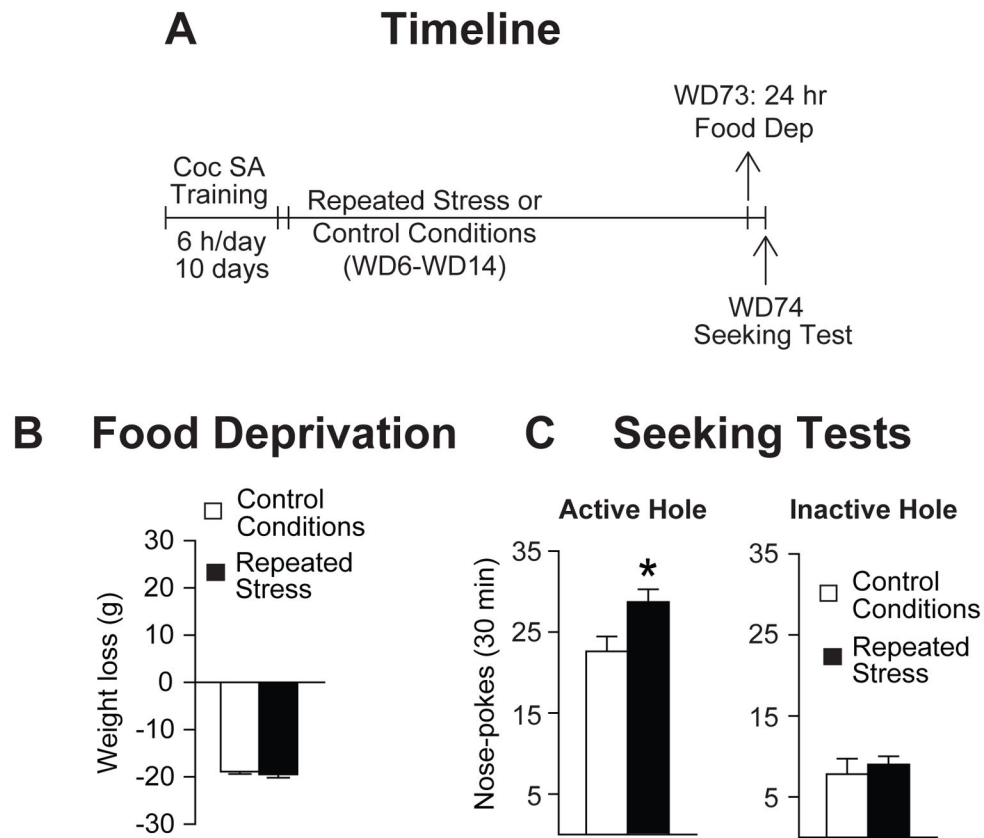 A Timeline
WD73: 24 hr
Food Dep
Coc SA
Training
6 h/day
10 days
Repeated Stress or
Control Conditions
(WD6-WD14)
WD74
Seeking Test
B Food Deprivation
Control
Conditions
Repeated
Stress
Weight loss (g)
30
20
10
0
-10
-20
-30
C Seeking Tests
Active Hole
Nose-pokes (30 min)
35
25
15
5
*
Inactive Hole
35
25
15
5
Control
Conditions
Repeated
Stress